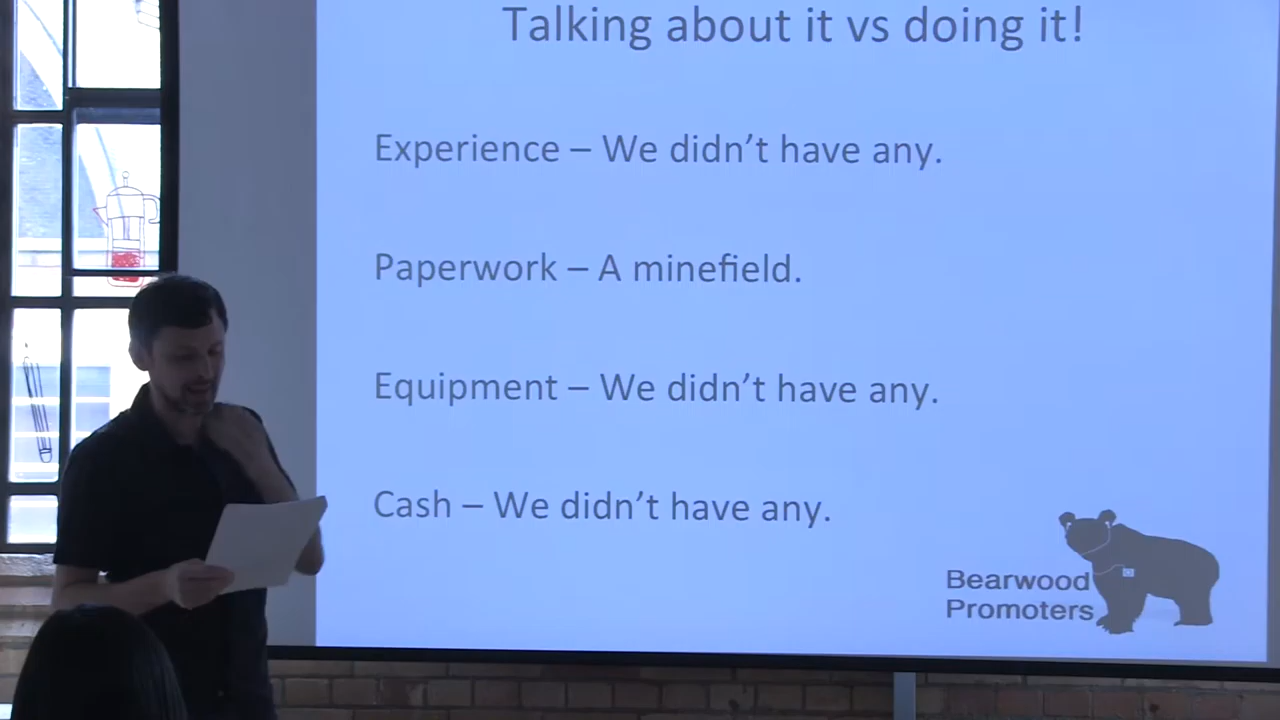 Talking about it vs doing it!
Experience – We didn’t have any.
Paperwork – A minefield.
Equipment – We didn’t have any.
Cash – We didn’t have any.
Bearwood
Promoters